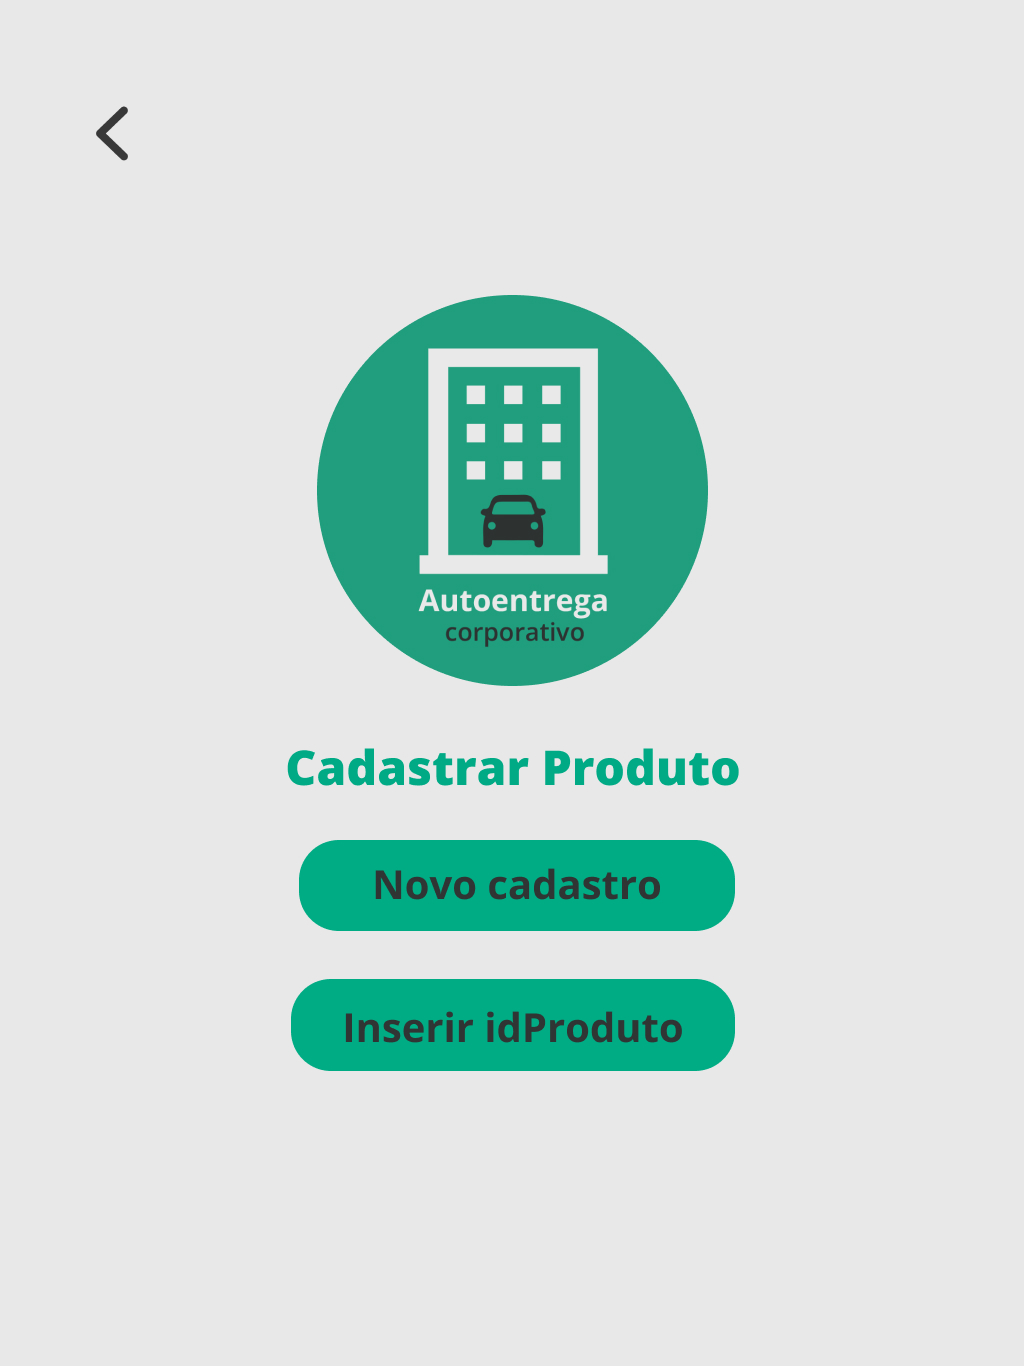 Autoentrega
corporativo
Cadastrar Produto
Novo cadastro
Inserir idProduto